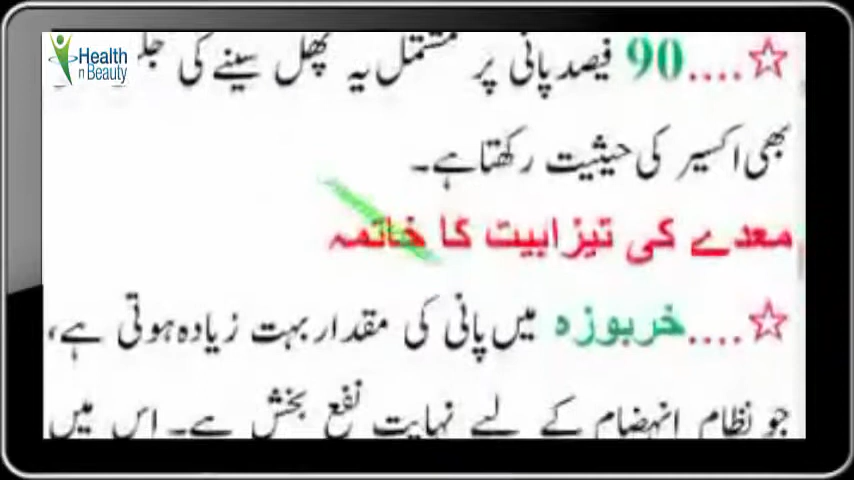 Health
n Beauty
☆....90 فیصد پانی پر مشتمل یہ پھل سینے کی
بھی اکسیر کی حیثیت رکھتا ہے۔
معدے کی تیزابیت کا خاتمہ
☆....خربوزہ میں پانی کی مقدار بہت زیادہ ہوتی ہے،
جو نظام انہضام کے لیے نہایت نفع بخش ہے۔ اس میں